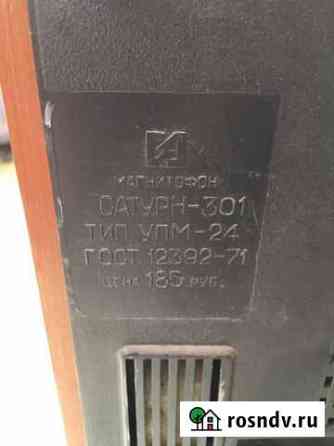 МАГНИТОФОН
САТУРН-301
ТИП УПМ-24
ГОСТ 12392-71
ЦЕНА 185 РУБ.
rosndv.ru